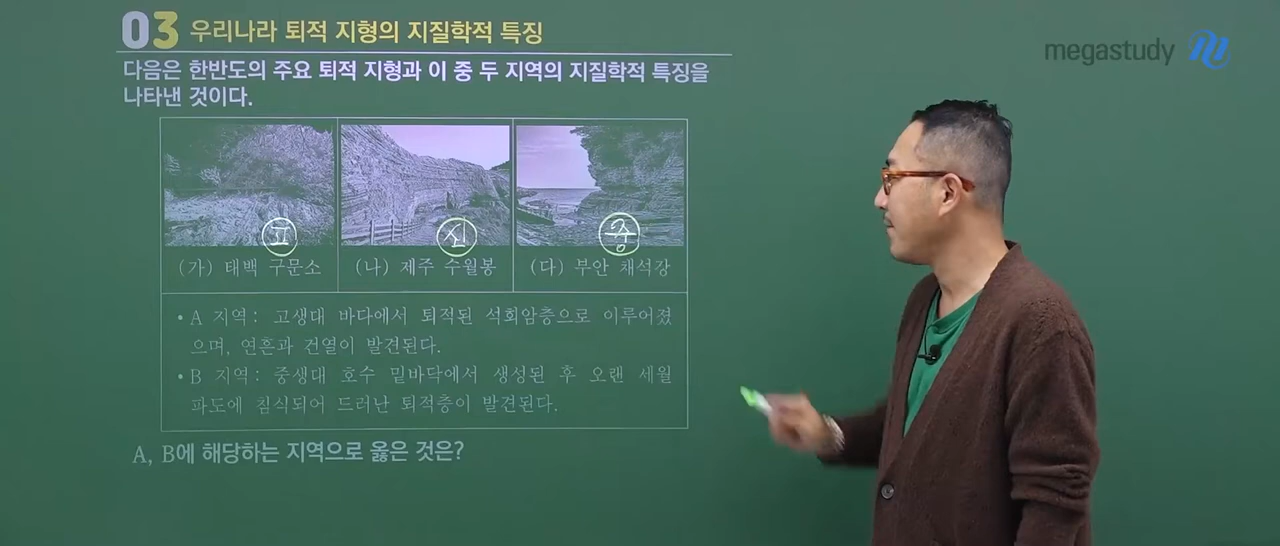 03 우리나라 퇴적 지형의 지질학적 특징
megastudy
다음은 한반도의 주요 퇴적 지형과 이 중 두 지역의 지질학적 특징을
나타낸 것이다.
고 신 중
(가) 태백 구문소 (나) 제주 수월봉 (다) 부안 채석강
• A 지역: 고생대 바다에서 퇴적된 석회암층으로 이루어졌
으며, 연흔과 건열이 발견된다.
• B 지역: 중생대 호수 밑바닥에서 생성된 후 오랜 세월
파도에 침식되어 드러난 퇴적층이 발견된다.
A, B에 해당하는 지역으로 옳은 것은?